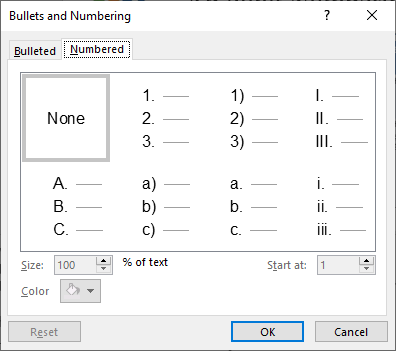 Bullets and Numbering ? ×
Bulleted Numbered
None
1.
2.
3.
1)
2)
3)
I.
II.
III.
A.
B.
C.
a)
b)
c)
a.
b.
c.
i.
ii.
iii.
Size: 100 % of text Start at: 1
Color
Reset OK Cancel